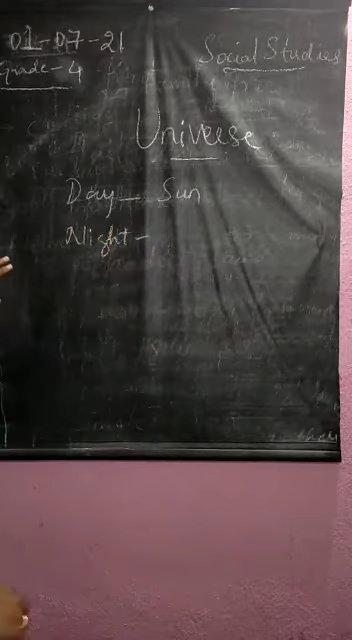 01-07-21
Social Studies
Grade-4
Universe
Day- Sun
Night-